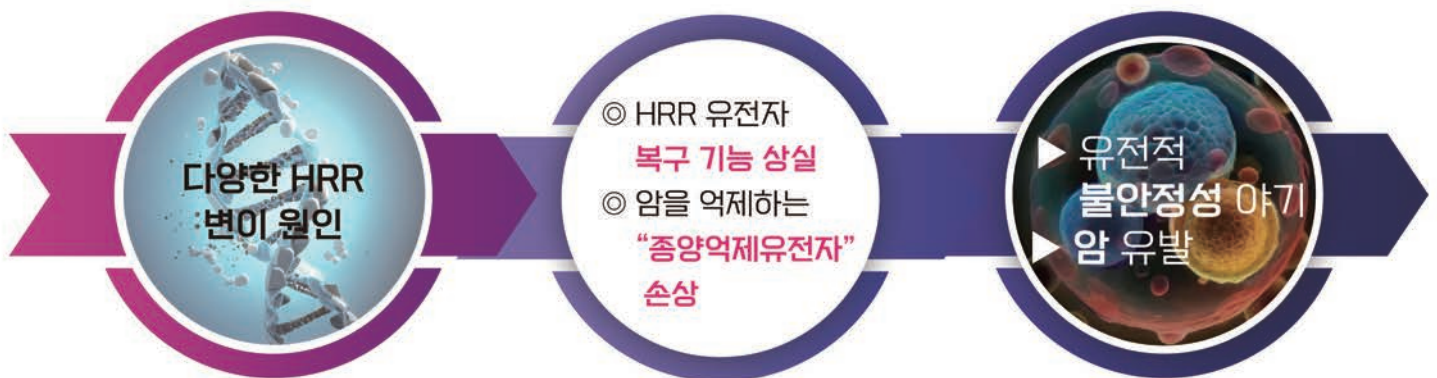 다양한 HRR
변이 원인
◎ HRR 유전자
복구 기능 상실
◎ 암을 억제하는
“종양억제유전자”
손상
▶ 유전적
불안정성 야기
▶ 암 유발